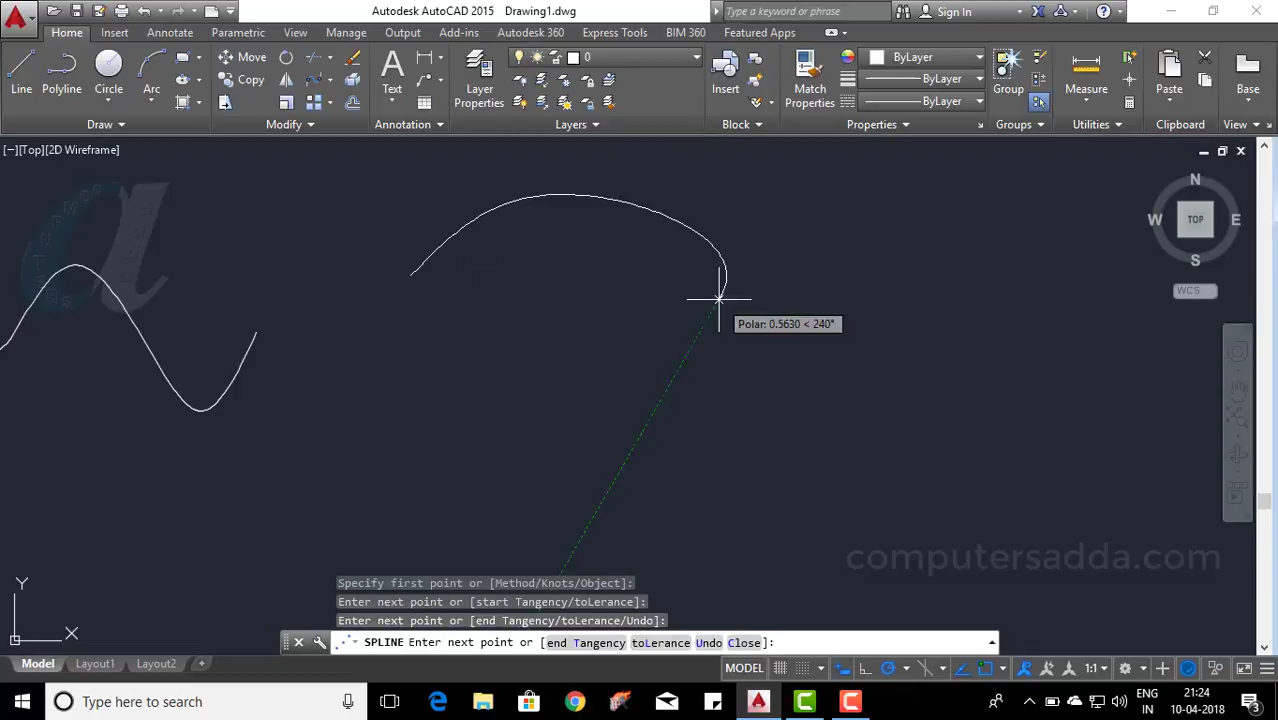 Autodesk AutoCAD 2015 Drawing1.dwg
Type a keyword or phrase
Sign In
Home Insert Annotate Parametric View Manage Output Add-ins Autodesk 360 Express Tools BIM 360 Featured Apps
Line
Polyline
Circle
Arc
Draw
Move
Copy
Modify
Text
Annotation
Layer
Properties
0
Layers
Insert
Block
Match
Properties
ByLayer
ByLayer
ByLayer
Properties
Group
Groups
Measure
Utilities
Paste
Clipboard
Base
View
[−][Top][2D Wireframe]
a
N
W TOP E
S
WCS
Polar: 0.5630 < 240°
computersadda.com
Y
X
Specify first point or [Method/Knots/Object]:
Enter next point or [start Tangency/toLerance]:
Enter next point or [end Tangency/toLerance/Undo]:
SPLINE Enter next point or [end Tangency toLerance Undo Close]:
Model Layout1 Layout2 +
MODEL 1:1
Type here to search
ENG
IN
21:24
10-04-2018
3